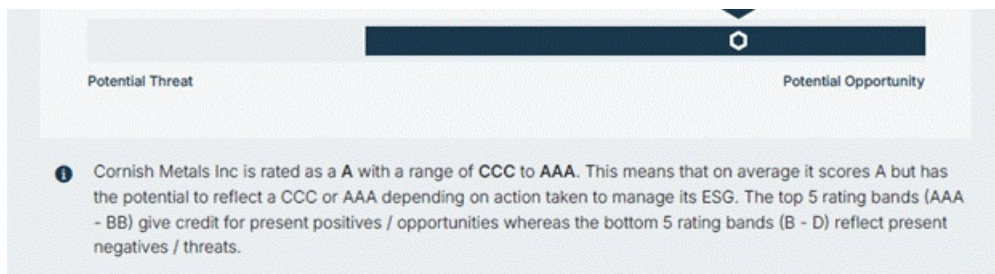 Potential Threat Potential Opportunity
Cornish Metals Inc is rated as a A with a range of CCC to AAA. This means that on average it scores A but has
the potential to reflect a CCC or AAA depending on action taken to manage its ESG. The top 5 rating bands (AAA
- BB) give credit for present positives / opportunities whereas the bottom 5 rating bands (B - D) reflect present
negatives / threats.